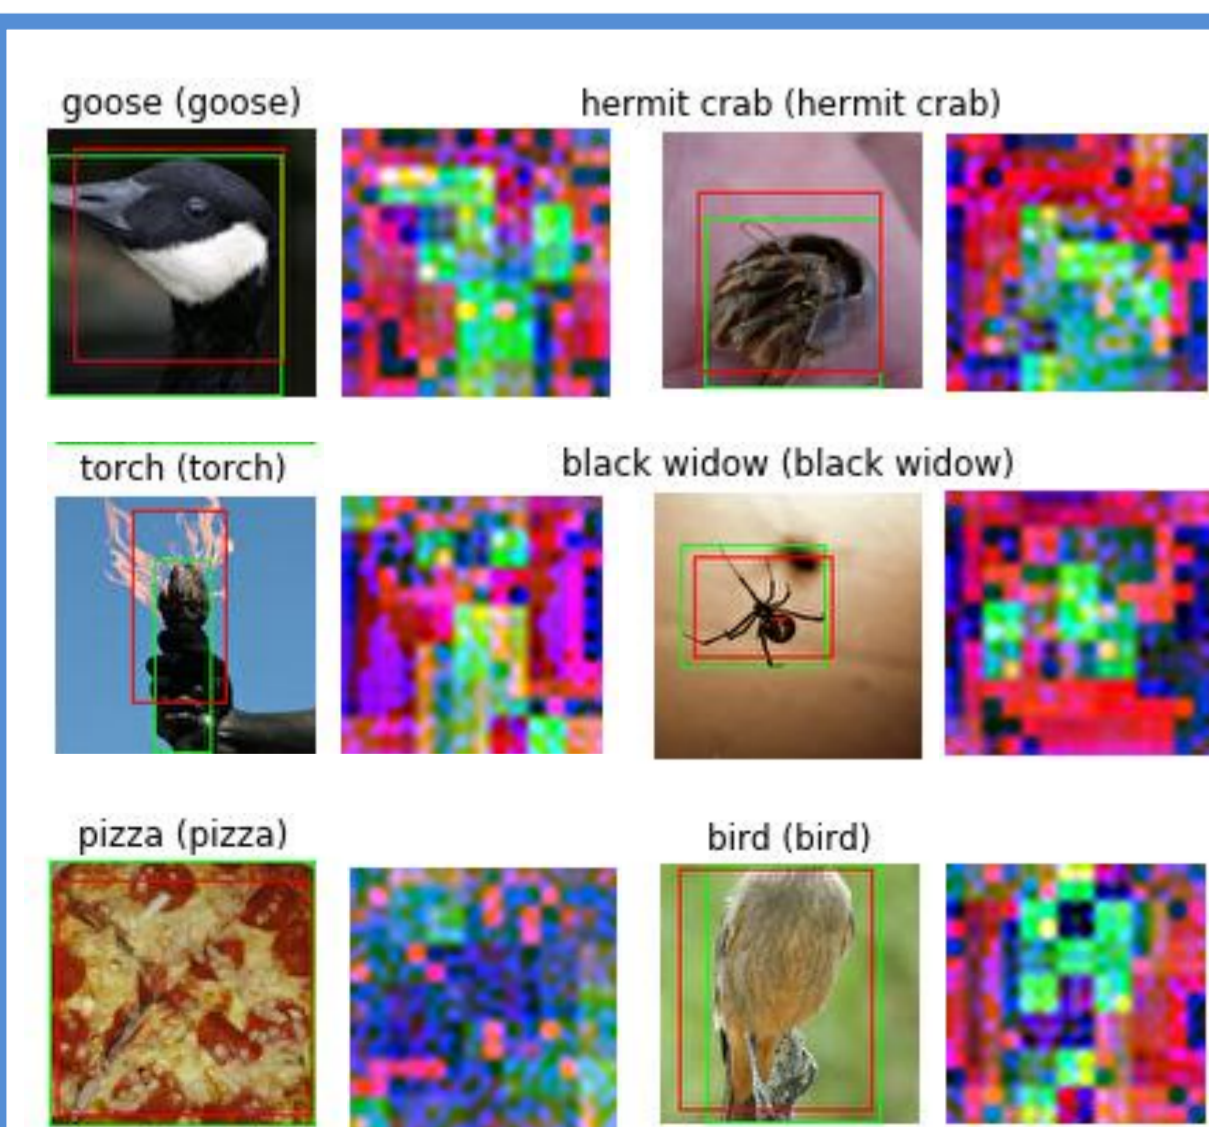 goose (goose)
hermit crab (hermit crab)
torch (torch)
black widow (black widow)
pizza (pizza)
bird (bird)